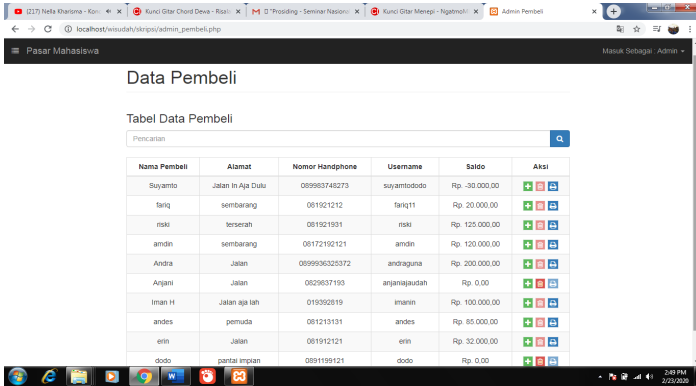 (217) Nella Kharisma - Kon
Kunci Gitar Chord Dewa - Risala
"Prosiding - Seminar Nasiona
Kunci Gitar Menepi - Ngatmo
Admin Pembeli
localhost/wisudah/skripsi/admin_pembeli.php
Pasar Mahasiswa
Masuk Sebagai : Admin
Data Pembeli
Tabel Data Pembeli
Pencarian
Nama Pembeli Alamat Nomor Handphone Username Saldo Aksi
Suyamto Jalan In Aja Dulu 089983748273 suyamtododo Rp. -30.000,00
fariq sembarang 081921212 fariq11 Rp. 20.000,00
riski terserah 081921931 riski Rp. 125.000,00
amdin sembarang 08172192121 amdin Rp. 120.000,00
Andra Jalan 0899936325372 andraguna Rp. 200.000,00
Anjani Jalan 0829837193 anjaniajaudah Rp. 0,00
Iman H Jalan aja lah 019392819 imanin Rp. 100.000,00
andes pemuda 081213131 andes Rp. 85.000,00
erin Jalan 081912121 erin Rp. 32.000,00
dodo pantai impian 0891199121 dodo Rp. 0,00
2:49 PM
2/23/2020